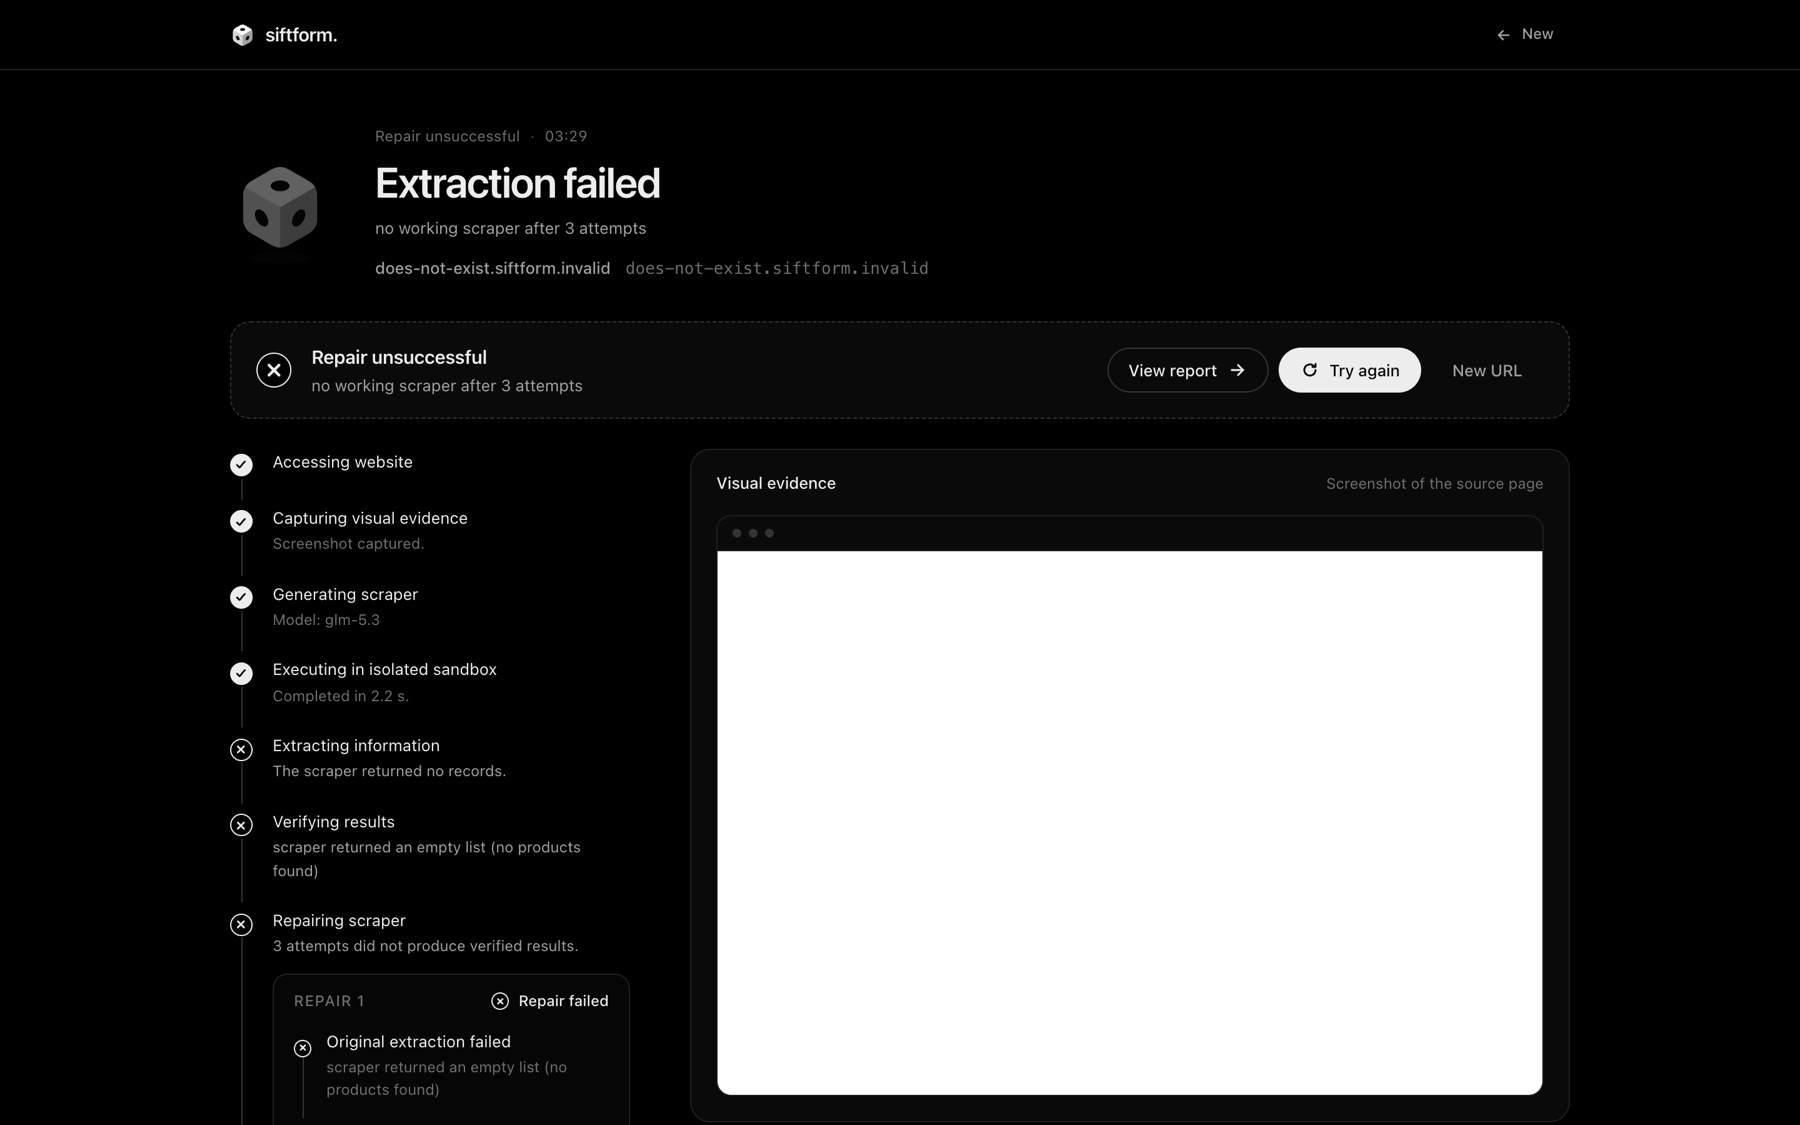 siftform.
← New
Repair unsuccessful · 03:29
Extraction failed
no working scraper after 3 attempts
does-not-exist.siftform.invalid does-not-exist.siftform.invalid
Repair unsuccessful
no working scraper after 3 attempts
View report →
Try again
New URL
Accessing website
Capturing visual evidence
Screenshot captured.
Generating scraper
Model: glm-5.3
Executing in isolated sandbox
Completed in 2.2 s.
Extracting information
The scraper returned no records.
Verifying results
scraper returned an empty list (no products
found)
Repairing scraper
3 attempts did not produce verified results.
REPAIR 1
Repair failed
Original extraction failed
scraper returned an empty list (no
products found)
Visual evidence
Screenshot of the source page